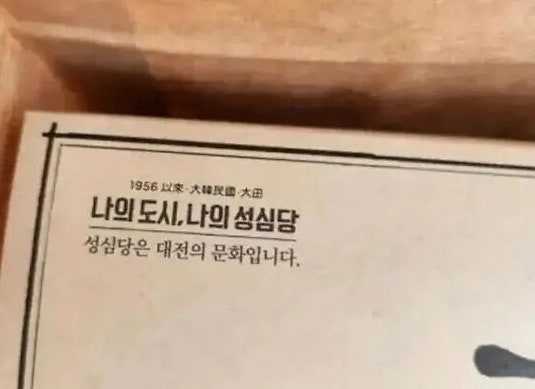 1956 以來·大韓民國·大田
나의 도시, 나의 성심당
성심당은 대전의 문화입니다.